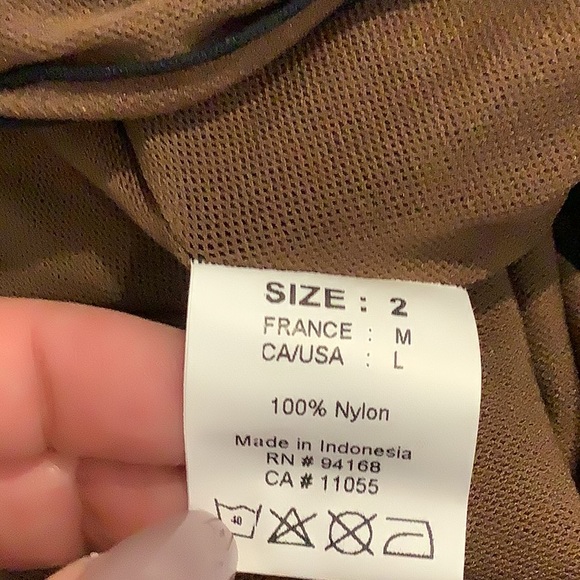 SIZE : 2
FRANCE : M
CA/USA : L
100% Nylon
Made in Indonesia
RN # 94168
CA # 11055
40